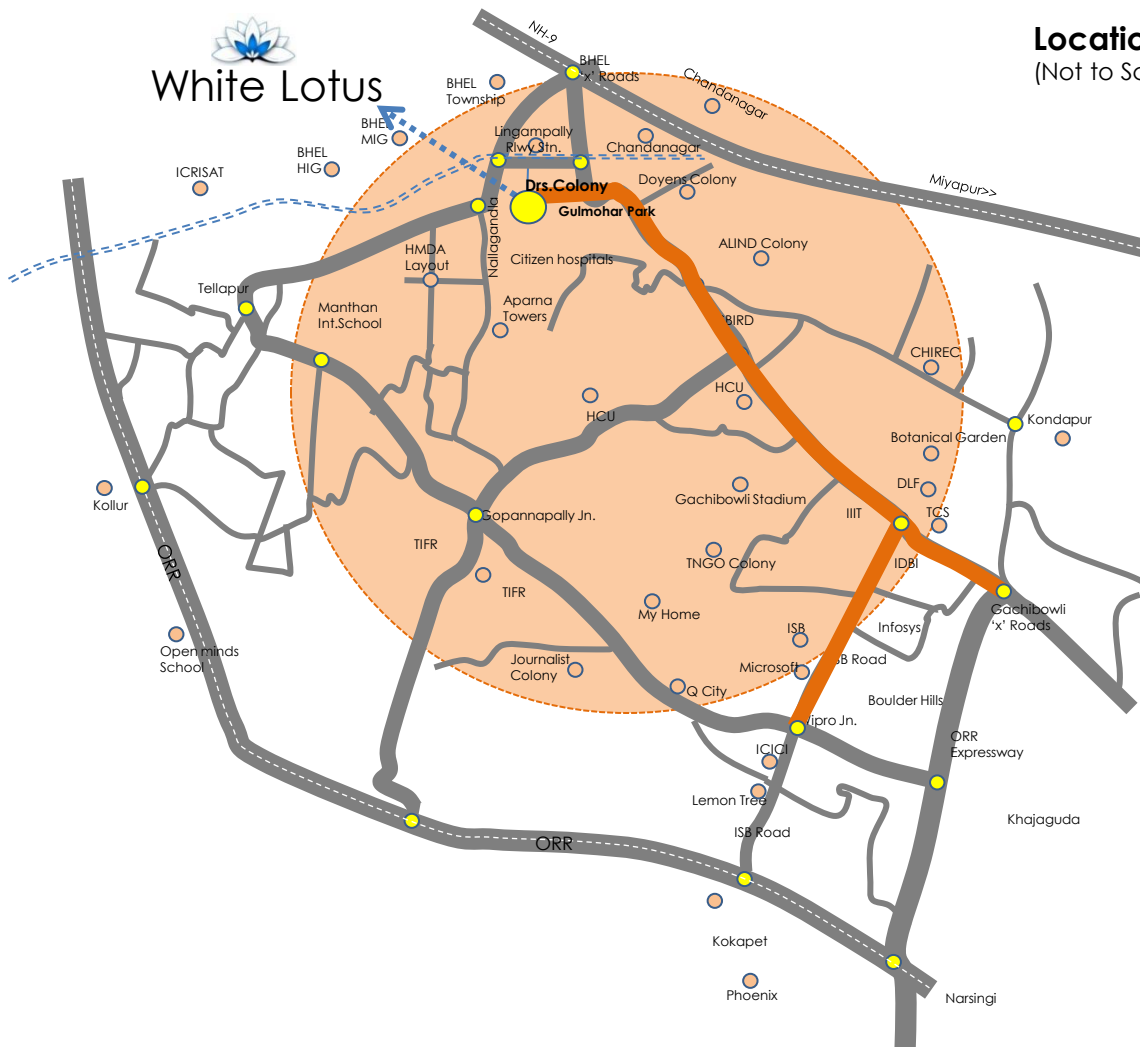 NH-9
Locatio
(Not to Sc
White Lotus
BHEL
'x' Roads
BHEL
Township
Chandanagar
BHEL
MIG
Lingampally
Rlwy Stn.
Chandanagar
BHEL
HIG
ICRISAT
Miyapur>>
Drs.Colony
Doyens Colony
Gulmohar Park
Nallagandla
HMDA
Layout
Citizen hospitals
ALIND Colony
Tellapur
Manthan
Int.School
Aparna
Towers
BIRD
CHIREC
HCU
HCU
Kondapur
Botanical Garden
Kollur
Gachibowli Stadium
DLF
IIIT
TCS
Gopannapally Jn.
TIFR
ORR
TNGO Colony
IDBI
TIFR
My Home
Gachibowli
'x' Roads
Infosys
ISB
Open minds
School
Journalist
Colony
Microsoft
SB Road
Q City
Boulder Hills
Wipro Jn.
ORR
Expressway
ICICI
Lemon Tree
Khajaguda
ISB Road
ORR
Kokapet
Phoenix
Narsingi